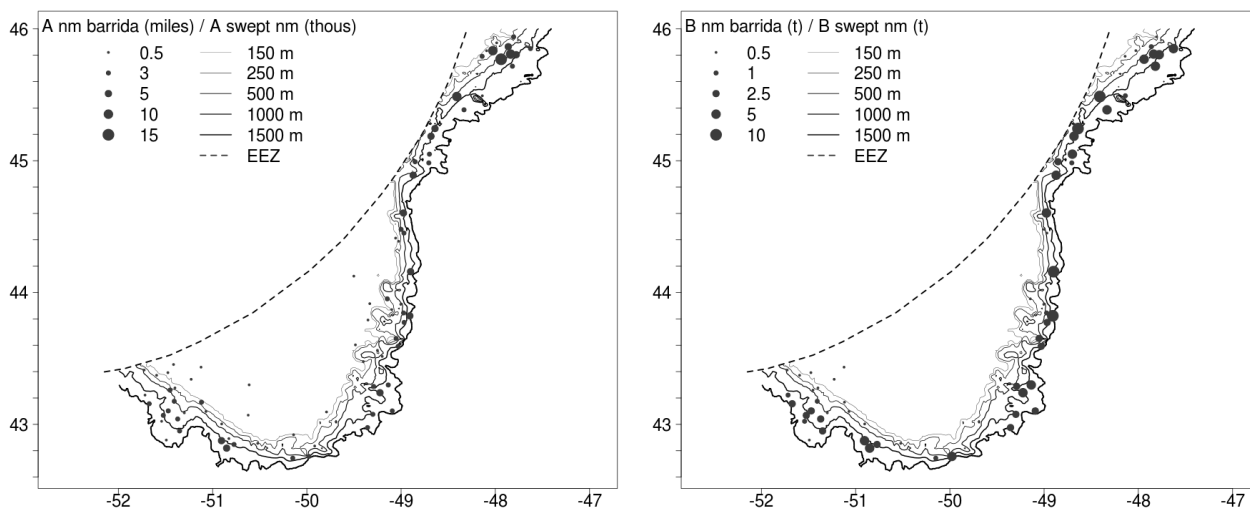 A nm barrida (miles) / A swept nm (thous)
0.5 150 m
3 250 m
5 500 m
10 1000 m
15 1500 m
EEZ
46
45
44
43
-52 -51 -50 -49 -48 -47
B nm barrida (t) / B swept nm (t)
0.5 150 m
1 250 m
2.5 500 m
5 1000 m
10 1500 m
EEZ
46
45
44
43
-52 -51 -50 -49 -48 -47